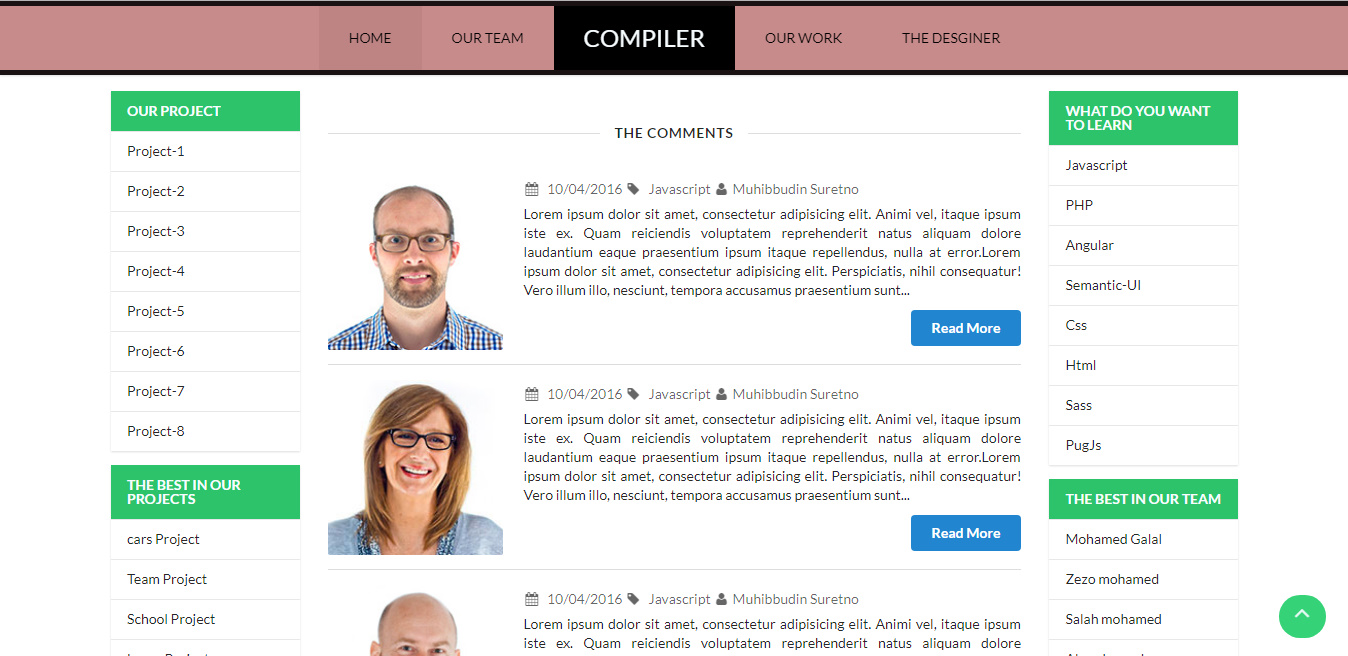 HOME
OUR TEAM
COMPILER
OUR WORK
THE DESGINER
OUR PROJECT
Project-1
Project-2
Project-3
Project-4
Project-5
Project-6
Project-7
Project-8
THE BEST IN OUR
PROJECTS
cars Project
Team Project
School Project
THE COMMENTS
10/04/2016 Javascript Muhibbudin Suretno
Lorem ipsum dolor sit amet, consectetur adipisicing elit. Animi vel, itaque ipsum
iste ex. Quam reiciendis voluptatem reprehenderit natus aliquam dolore
laudantium eaque praesentium ipsum itaque repellendus, nulla at error.Lorem
ipsum dolor sit amet, consectetur adipisicing elit. Perspiciatis, nihil consequatur!
Vero illum illo, nesciunt, tempora accusamus praesentium sunt...
Read More
10/04/2016 Javascript Muhibbudin Suretno
Lorem ipsum dolor sit amet, consectetur adipisicing elit. Animi vel, itaque ipsum
iste ex. Quam reiciendis voluptatem reprehenderit natus aliquam dolore
laudantium eaque praesentium ipsum itaque repellendus, nulla at error.Lorem
ipsum dolor sit amet, consectetur adipisicing elit. Perspiciatis, nihil consequatur!
Vero illum illo, nesciunt, tempora accusamus praesentium sunt...
Read More
10/04/2016 Javascript Muhibbudin Suretno
Lorem ipsum dolor sit amet, consectetur adipisicing elit. Animi vel, itaque ipsum
iste ex. Quam reiciendis voluptatem reprehenderit natus aliquam dolore
WHAT DO YOU WANT
TO LEARN
Javascript
PHP
Angular
Semantic-UI
Css
Html
Sass
PugJs
THE BEST IN OUR TEAM
Mohamed Galal
Zezo mohamed
Salah mohamed